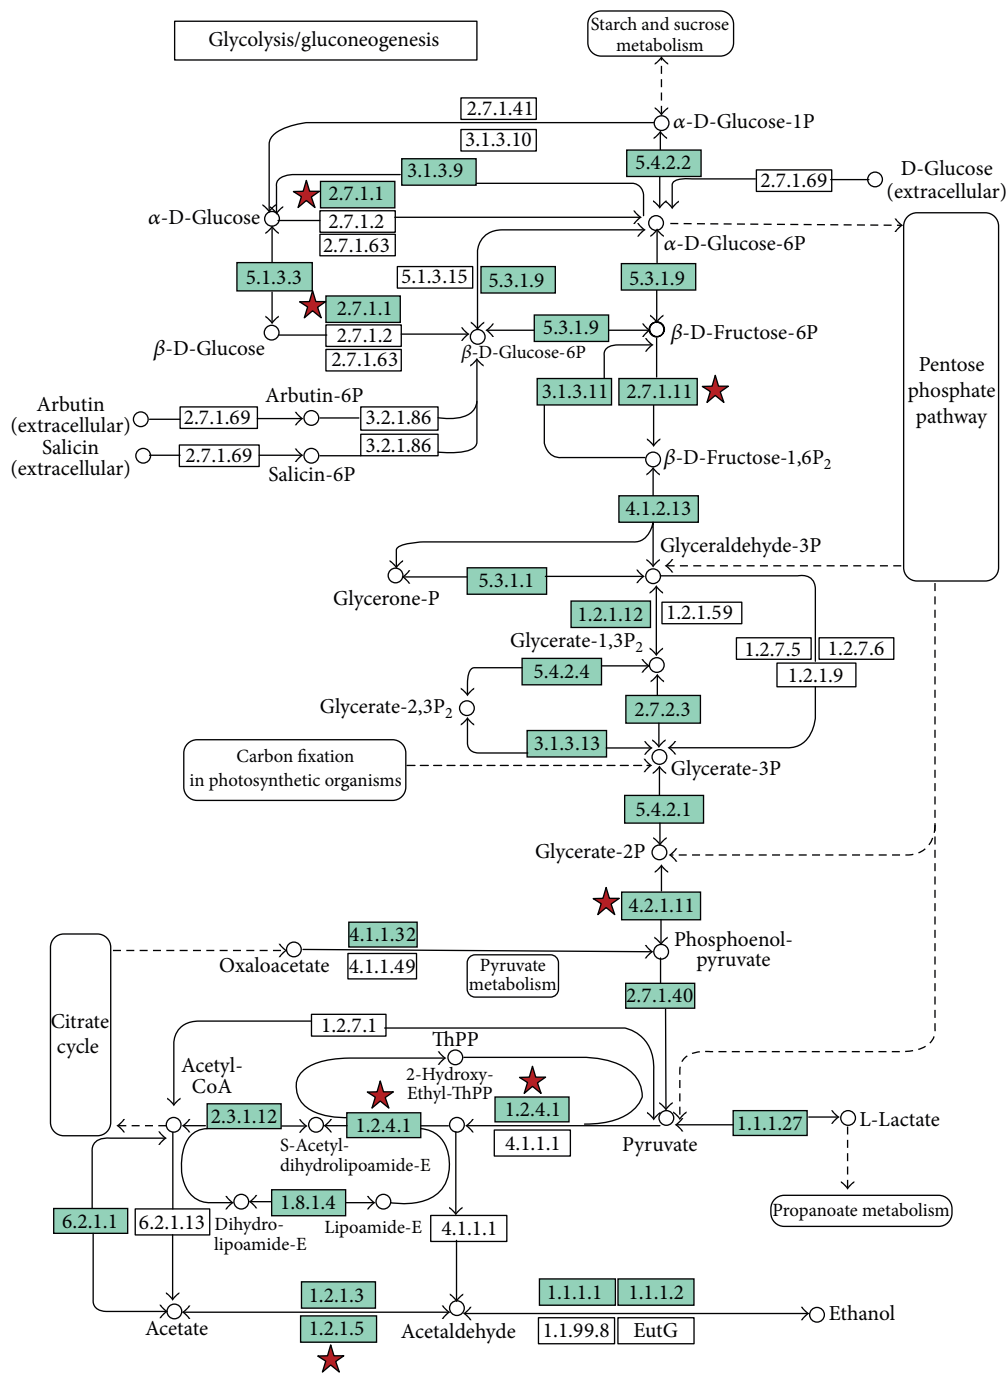 Glycolysis/gluconeogenesis
Starch and sucrose
metabolism
2.7.1.41
3.1.3.10
α-D-Glucose-1P
5.4.2.2
D-Glucose
(extracellular)
2.7.1.69
3.1.3.9
2.7.1.1
α-D-Glucose
2.7.1.2
2.7.1.63
α-D-Glucose-6P
5.1.3.3
5.1.3.15
5.3.1.9
5.3.1.9
2.7.1.1
β-D-Glucose
2.7.1.2
2.7.1.63
5.3.1.9
β-D-Glucose-6P
β-D-Fructose-6P
Pentose
phosphate
pathway
3.1.3.11
2.7.1.11
Arbutin
(extracellular)
2.7.1.69
Arbutin-6P
3.2.1.86
Salicin
(extracellular)
2.7.1.69
Salicin-6P
3.2.1.86
β-D-Fructose-1,6P2
4.1.2.13
Glyceraldehyde-3P
Glycerone-P
5.3.1.1
1.2.1.12
1.2.1.59
Glycerate-1,3P2
1.2.7.5
1.2.7.6
1.2.1.9
5.4.2.4
Glycerate-2,3P2
2.7.2.3
3.1.3.13
Carbon fixation
in photosynthetic organisms
Glycerate-3P
5.4.2.1
Glycerate-2P
4.2.1.11
4.1.1.32
Oxaloacetate
4.1.1.49
Pyruvate
metabolism
Phosphoenol-
pyruvate
2.7.1.40
Citrate
cycle
1.2.7.1
ThPP
Acetyl-
CoA
2-Hydroxy-
Ethyl-ThPP
2.3.1.12
1.2.4.1
1.2.4.1
4.1.1.1
S-Acetyl-
dihydrolipoamide-E
Pyruvate
1.1.1.27
L-Lactate
Propanoate metabolism
1.8.1.4
Dihydro-
lipoamide-E
Lipoamide-E
6.2.1.1
6.2.1.13
4.1.1.1
1.2.1.3
1.2.1.5
Acetate
Acetaldehyde
1.1.1.1
1.1.1.2
1.1.99.8
EutG
Ethanol